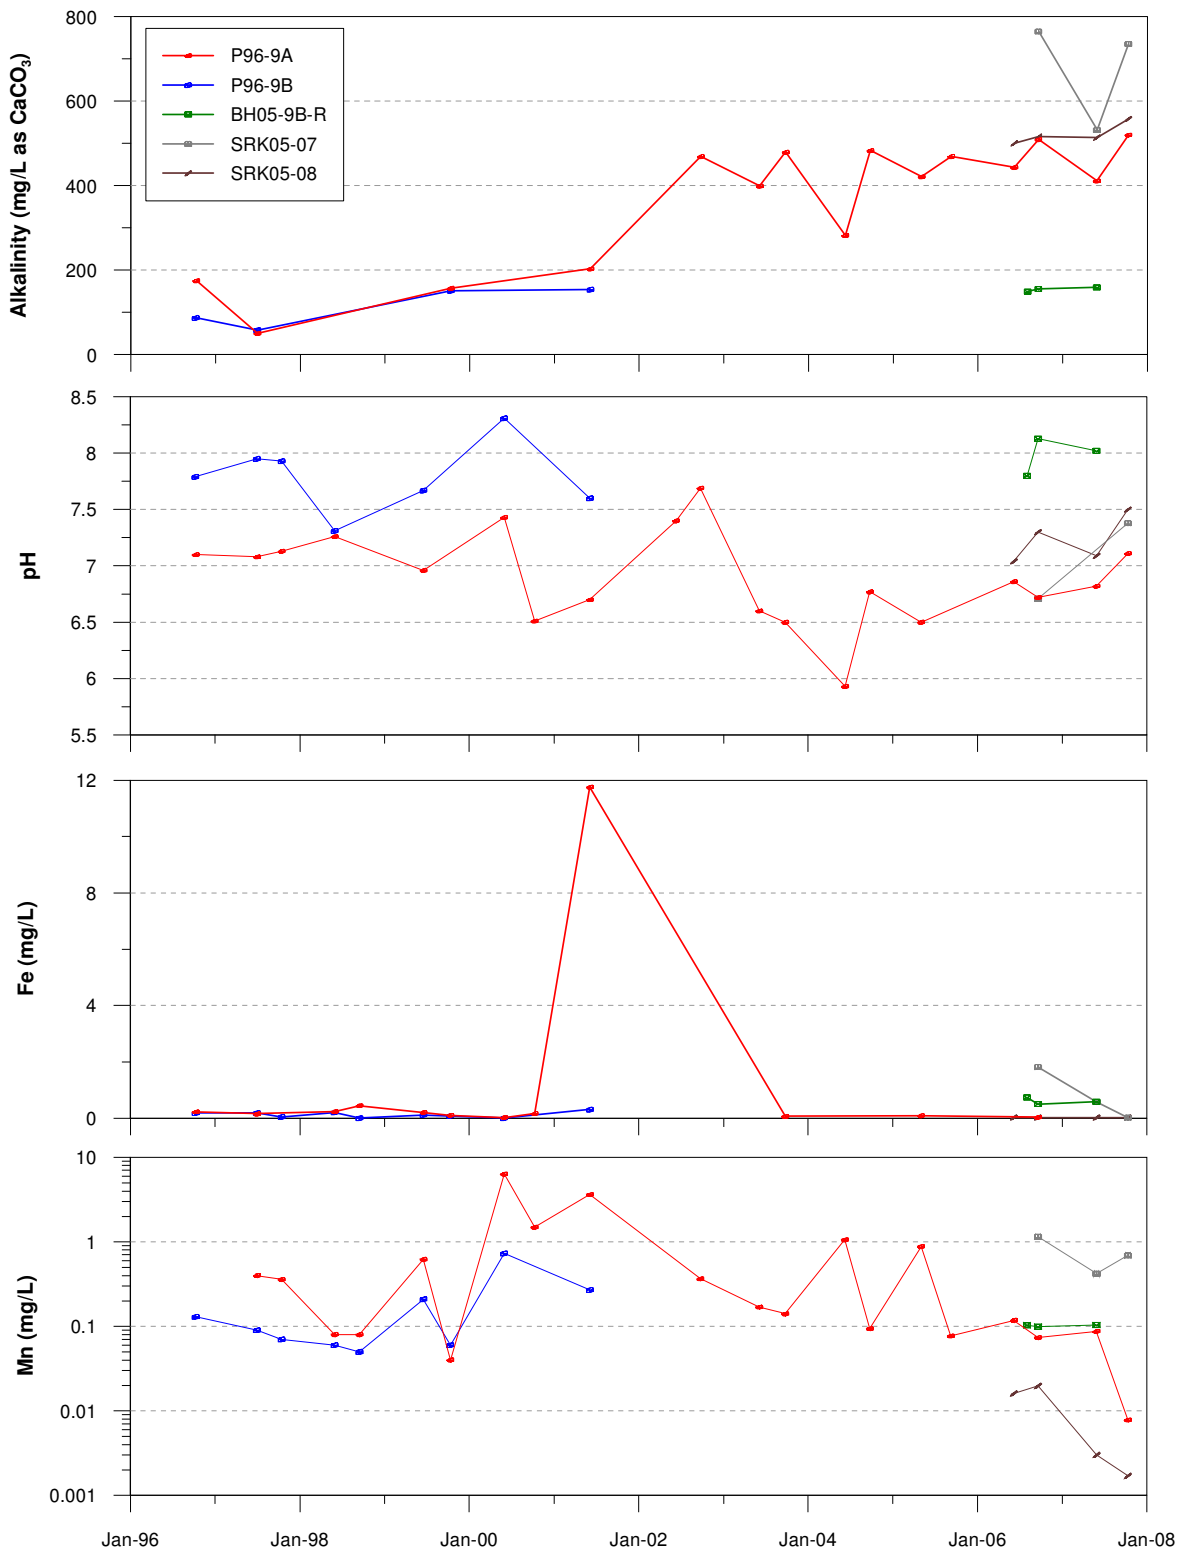 Alkalinity (mg/L as CaCO₃)
800
600
400
200
0
P96-9A
P96-9B
BH05-9B-R
SRK05-07
SRK05-08
pH
8.5
8
7.5
7
6.5
6
5.5
Fe (mg/L)
12
8
4
0
Mn (mg/L)
10
1
0.1
0.01
0.001
Jan-96 Jan-98 Jan-00 Jan-02 Jan-04 Jan-06 Jan-08